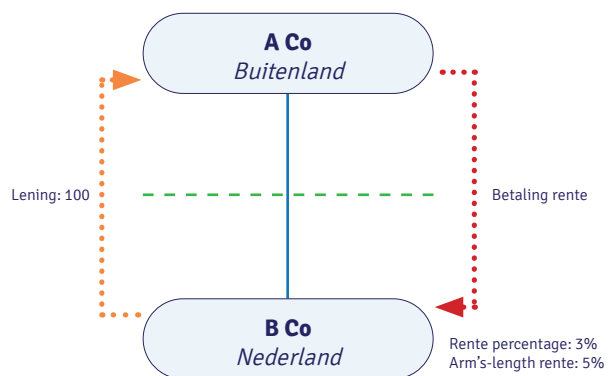 A Co
Buitenland
Lening: 100
Betaling rente
B Co
Nederland
Rente percentage: 3%
Arm's-length rente: 5%